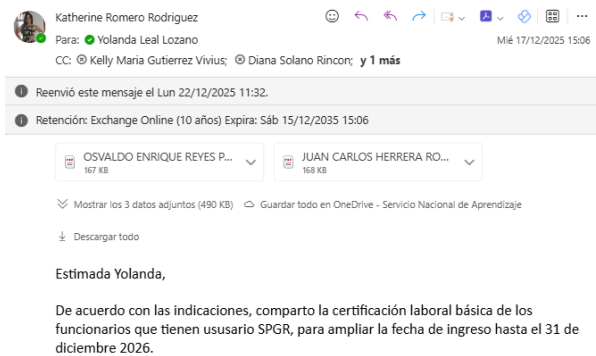 Katherine Romero Rodriguez
Para: Yolanda Leal Lozano
Mié 17/12/2025 15:06
CC: Kelly Maria Gutierrez Vivius; Diana Solano Rincon; y 1 más
Reenvió este mensaje el Lun 22/12/2025 11:32.
Retención: Exchange Online (10 años) Expira: Sáb 15/12/2035 15:06
OSVALDO ENRIQUE REYES P...
167 KB
JUAN CARLOS HERRERA RO...
168 KB
Mostrar los 3 datos adjuntos (490 KB) Guardar todo en OneDrive - Servicio Nacional de Aprendizaje
Descargar todo
Estimada Yolanda,
De acuerdo con las indicaciones, comparto la certificación laboral básica de los
funcionarios que tienen ususario SPGR, para ampliar la fecha de ingreso hasta el 31 de
diciembre 2026.